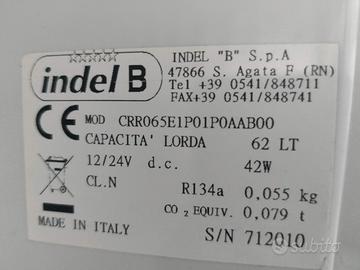 indel B
INDEL "B" S.p.A
47866 S. Agata F (RN)
Tel +39 0541/848711
FAX+39 0541/848741
CE
MOD CRR065E1P01P0AAB00
CAPACITA' LORDA 62 LT
12/24V d.c. 42W
CL.N R134a 0,055 kg
CO2 EQUIV. 0,079 t
MADE IN ITALY S/N 712010
subito